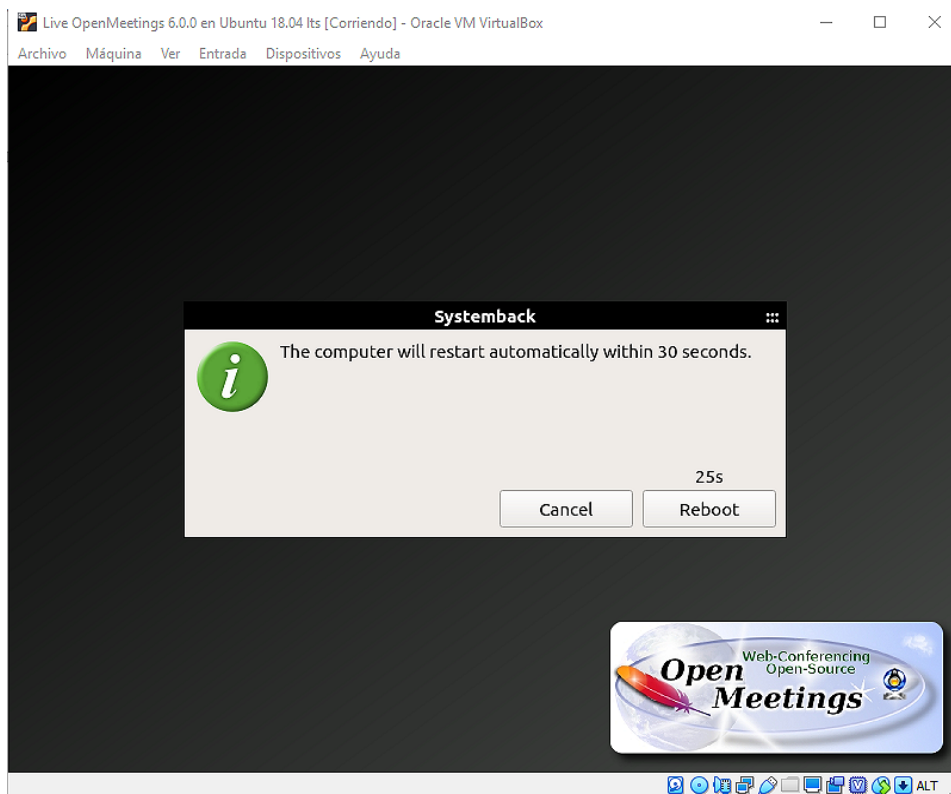 Live OpenMeetings 6.0.0 en Ubuntu 18.04 lts [Corriendo] - Oracle VM VirtualBox
Archivo Máquina Ver Entrada Dispositivos Ayuda
Systemback
i
The computer will restart automatically within 30 seconds.
25s
Cancel Reboot
Web-Conferencing
Open-Source
Open
Meetings
ALT